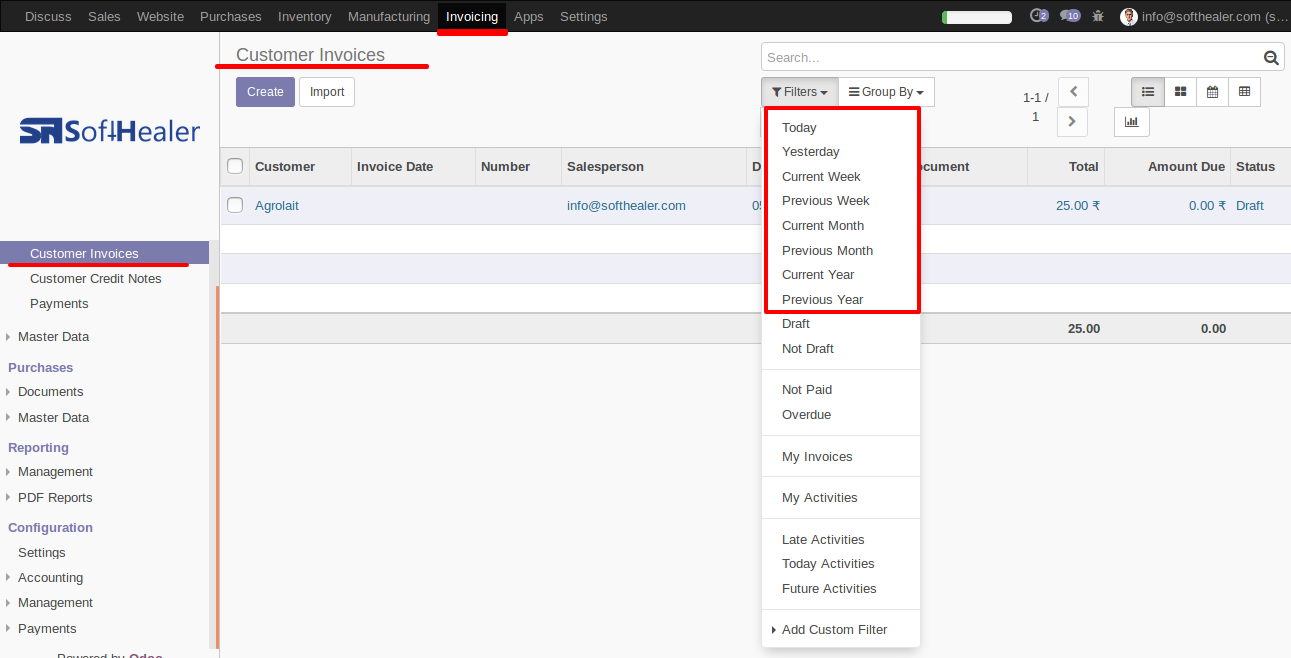 Discuss Sales Website Purchases Inventory Manufacturing Invoicing Apps Settings 2 10 info@softhealer.com (s...
Customer Invoices
Search...
Create Import
Filters Group By
1-1 /
1
SH SoftHealer
Customer Invoices
Customer Credit Notes
Payments
Master Data
Purchases
Documents
Master Data
Reporting
Management
PDF Reports
Configuration
Settings
Accounting
Management
Payments
Powered by Odoo
Customer Invoice Date Number Salesperson D ocument Total Amount Due Status
Agrolait info@softhealer.com 05 25.00 ₹ 0.00 ₹ Draft
25.00 0.00
Today
Yesterday
Current Week
Previous Week
Current Month
Previous Month
Current Year
Previous Year
Draft
Not Draft
Not Paid
Overdue
My Invoices
My Activities
Late Activities
Today Activities
Future Activities
Add Custom Filter